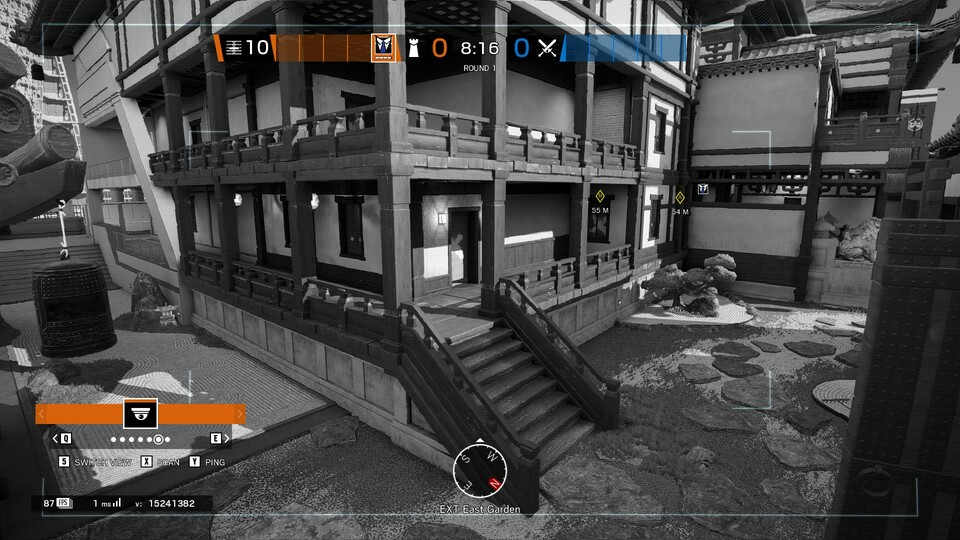 10 0 8:16 0
ROUND 1
55 M
54 M
Q E
5 SWITCH VIEW X SCAN Y PING
S W
E N
87 FPS 1 ms v: 15241382
EXT East Garden